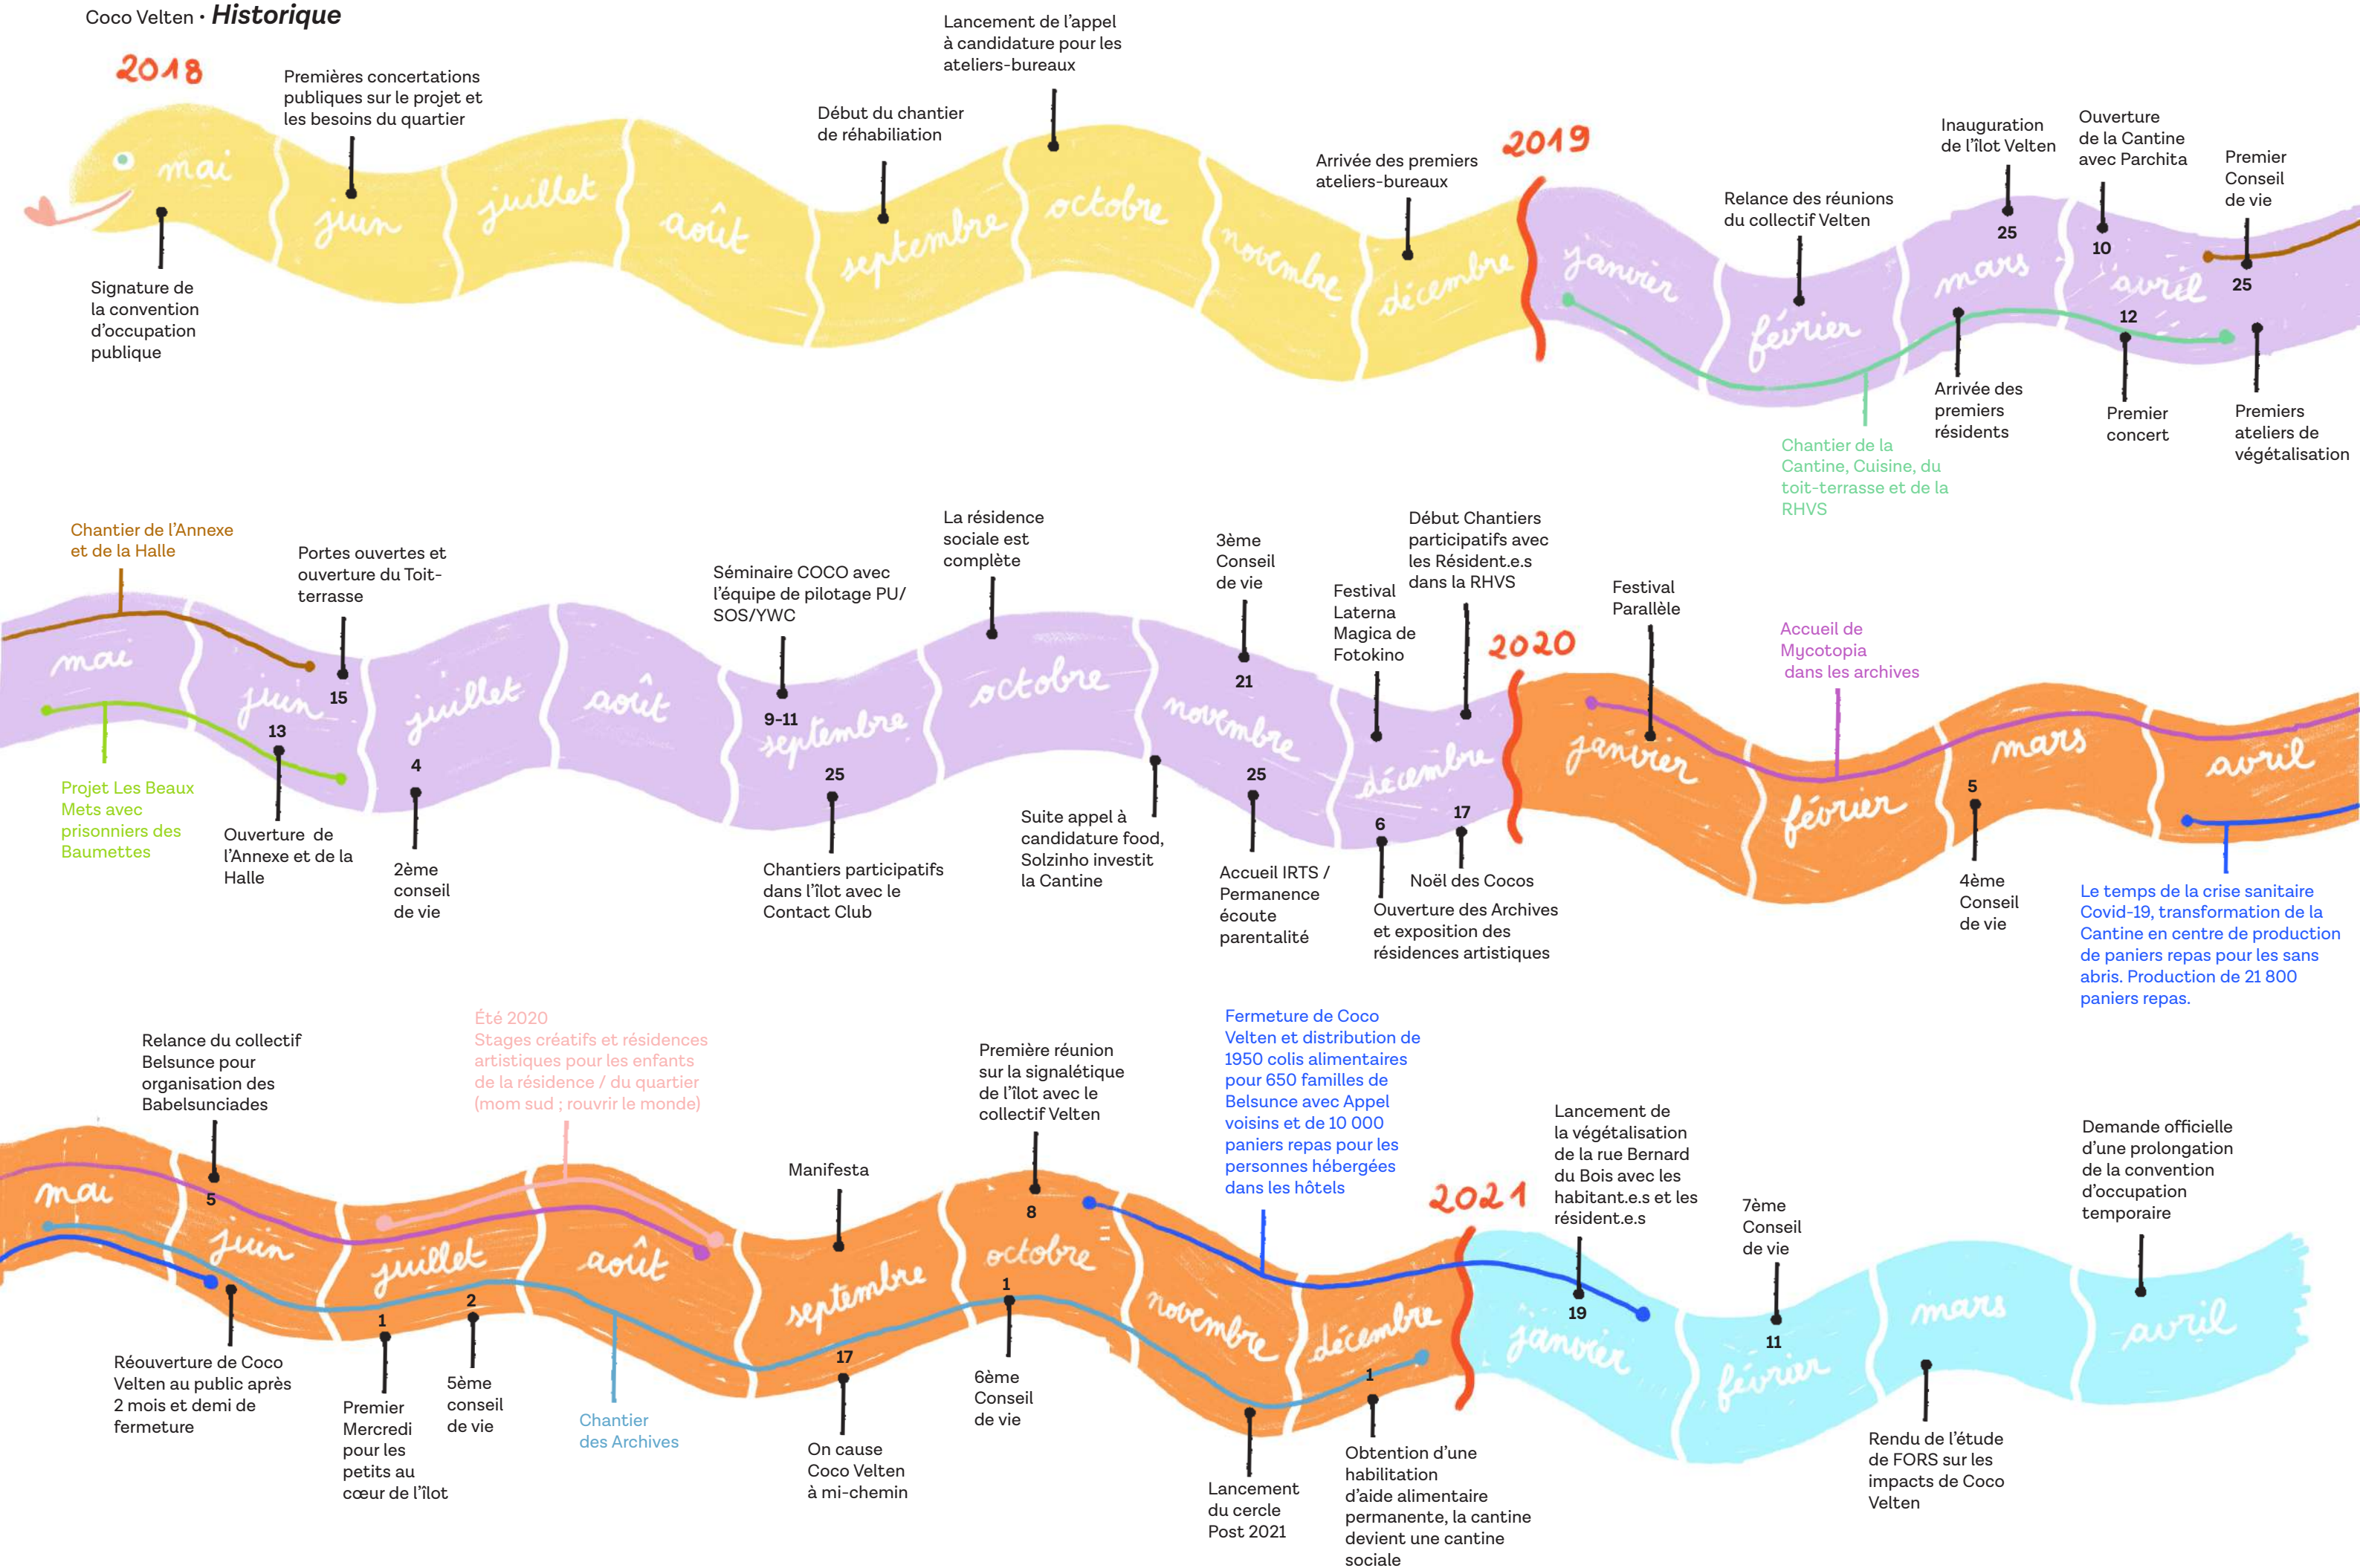 Coco Velten • Historique
2018
Premières concertations
publiques sur le projet et
les besoins du quartier
Lancement de l'appel
à candidature pour les
ateliers-bureaux
Début du chantier
de réhabiliation
Arrivée des premiers
ateliers-bureaux
2019
Relance des réunions
du collectif Velten
Inauguration
de l'îlot Velten
Ouverture
de la Cantine
avec Parchita
Premier
Conseil
de vie
mai
juin
juillet
août
septembre
octobre
novembre
décembre
janvier
février
mars
avril
25
10
25
12
Signature de
la convention
d'occupation
publique
Chantier de la
Cantine, Cuisine, du
toit-terrasse et de la
RHVS
Arrivée des
premiers
résidents
Premier
concert
Premiers
ateliers de
végétalisation
Chantier de l'Annexe
et de la Halle
Portes ouvertes et
ouverture du Toit-
terrasse
Séminaire COCO avec
l'équipe de pilotage PU/
SOS/YWC
La résidence
sociale est
complète
3ème
Conseil
de vie
Festival
Laterna
Magica de
Fotokino
Début Chantiers
participatifs avec
les Résident.e.s
dans la RHVS
2020
Festival
Parallèle
Accueil de
Mycotopia
dans les archives
mai
juin
juillet
août
septembre
octobre
novembre
décembre
janvier
février
mars
avril
15
13
4
9-11
25
21
25
6
17
5
Projet Les Beaux
Mets avec
prisonniers des
Baumettes
Ouverture de
l'Annexe et de la
Halle
2ème
conseil
de vie
Chantiers participatifs
dans l'îlot avec le
Contact Club
Suite appel à
candidature food,
Solzinho investit
la Cantine
Accueil IRTS /
Permanence
écoute
parentalité
Noël des Cocos
Ouverture des Archives
et exposition des
résidences artistiques
4ème
Conseil
de vie
Le temps de la crise sanitaire
Covid-19, transformation de la
Cantine en centre de production
de paniers repas pour les sans
abris. Production de 21 800
paniers repas.
Relance du collectif
Belsunce pour
organisation des
Babelsunciades
Été 2020
Stages créatifs et résidences
artistiques pour les enfants
de la résidence / du quartier
(mom sud ; rouvrir le monde)
Manifesta
Première réunion
sur la signalétique
de l'îlot avec le
collectif Velten
Fermeture de Coco
Velten et distribution de
1950 colis alimentaires
pour 650 familles de
Belsunce avec Appel
voisins et de 10 000
paniers repas pour les
personnes hébergées
dans les hôtels
2021
Lancement de
la végétalisation
de la rue Bernard
du Bois avec les
habitant.e.s et les
résident.e.s
7ème
Conseil
de vie
Demande officielle
d'une prolongation
de la convention
d'occupation
temporaire
mai
juin
juillet
août
septembre
octobre
novembre
décembre
janvier
février
mars
avril
5
1
2
17
8
1
1
19
11
Réouverture de Coco
Velten au public après
2 mois et demi de
fermeture
Premier
Mercredi
pour les
petits au
cœur de l'îlot
5ème
conseil
de vie
Chantier
des Archives
On cause
Coco Velten
à mi-chemin
6ème
Conseil
de vie
Lancement
du cercle
Post 2021
Obtention d'une
habilitation
d'aide alimentaire
permanente, la cantine
devient une cantine
sociale
Rendu de l'étude
de FORS sur les
impacts de Coco
Velten